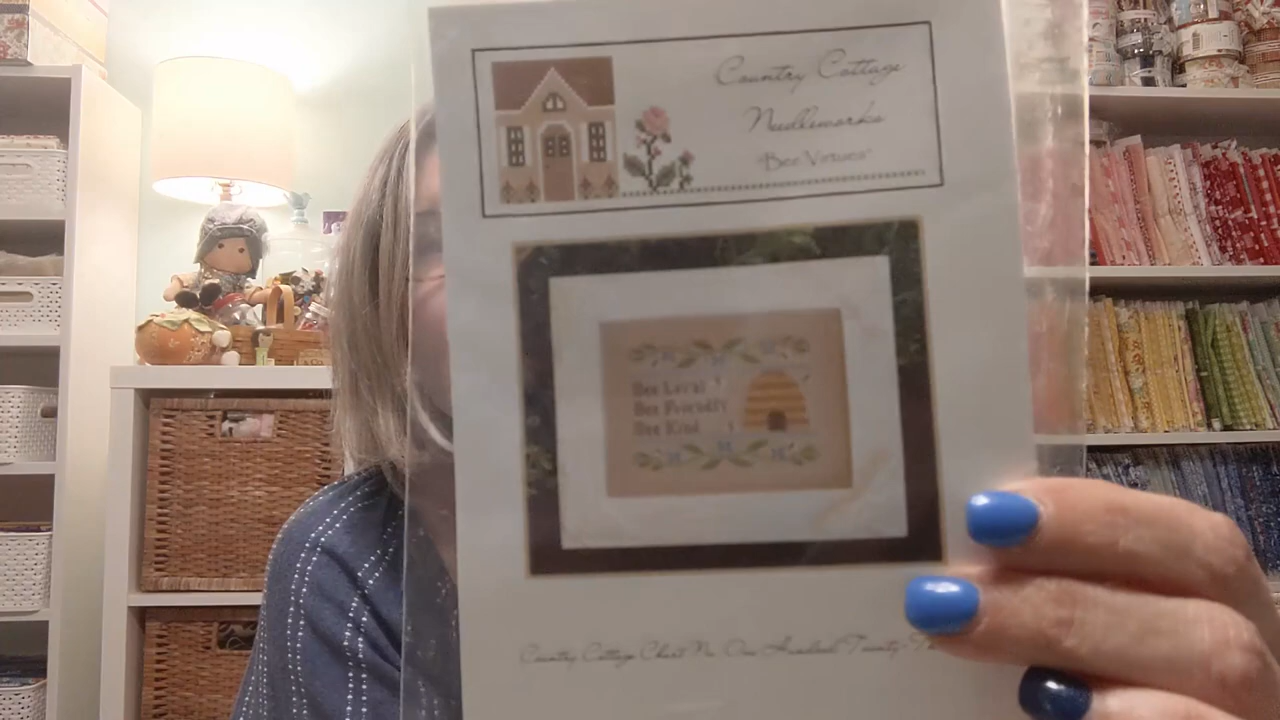 Country Cottage
Needleworks
"Bee Virtues"
Bee Loyal
Bee Friendly
Bee Kind
Country Cottage Chart No. One Hundred Twenty-